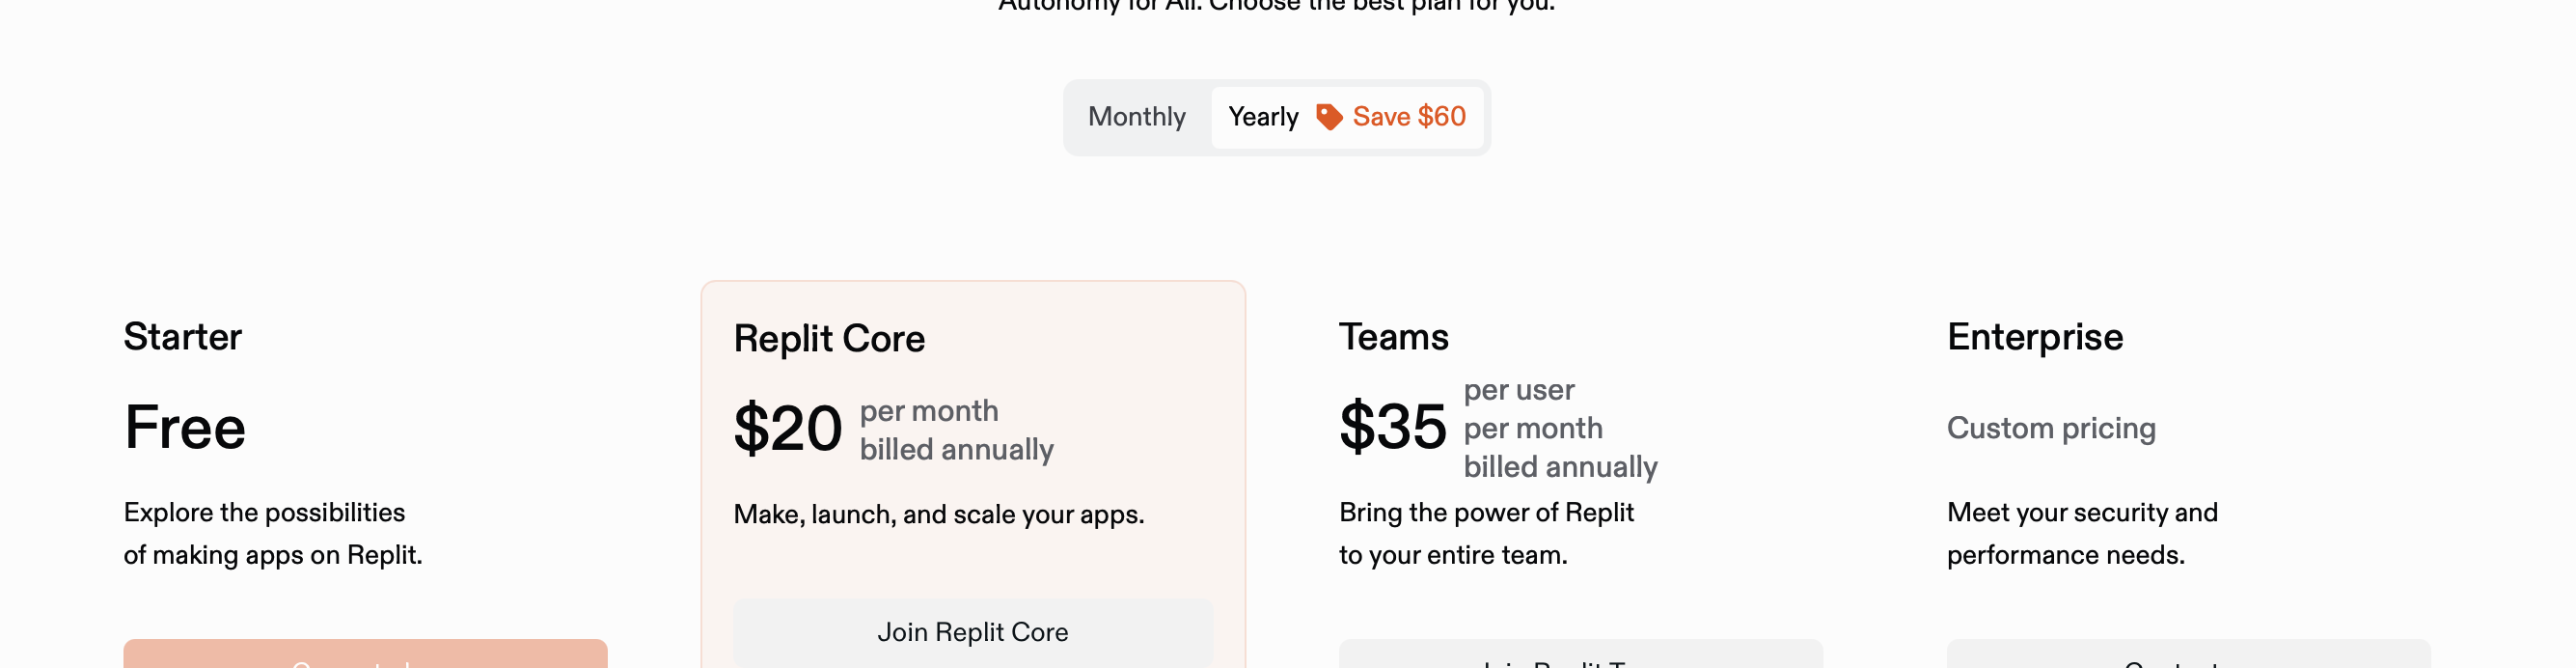 Autonomy for All. Choose the best plan for you.
Monthly
Yearly Save $60
Starter
Free
Explore the possibilities
of making apps on Replit.
Replit Core
$20
per month
billed annually
Make, launch, and scale your apps.
Join Replit Core
Teams
$35
per user
per month
billed annually
Bring the power of Replit
to your entire team.
Join Replit
Enterprise
Custom pricing
Meet your security and
performance needs.